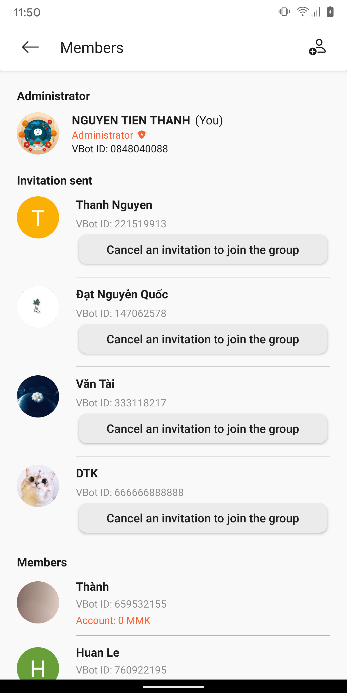 11:50
Members
Administrator
NGUYEN TIEN THANH (You)
Administrator
VBot ID: 0848040088
Invitation sent
T
Thanh Nguyen
VBot ID: 221519913
Cancel an invitation to join the group
Đạt Nguyễn Quốc
VBot ID: 147062578
Cancel an invitation to join the group
Văn Tài
VBot ID: 333118217
Cancel an invitation to join the group
DTK
VBot ID: 666666888888
Cancel an invitation to join the group
Members
Thành
VBot ID: 659532155
Account: 0 MMK
H
Huan Le
VBot ID: 760922195